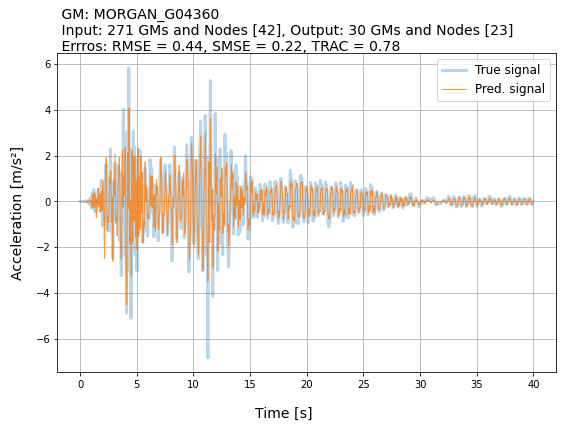 GM: MORGAN_G04360
Input: 271 GMs and Nodes [42], Output: 30 GMs and Nodes [23]
Errros: RMSE = 0.44, SMSE = 0.22, TRAC = 0.78
True signal
Pred. signal
Acceleration [m/s²]
6
4
2
0
−2
−4
−6
0 5 10 15 20 25 30 35 40
Time [s]